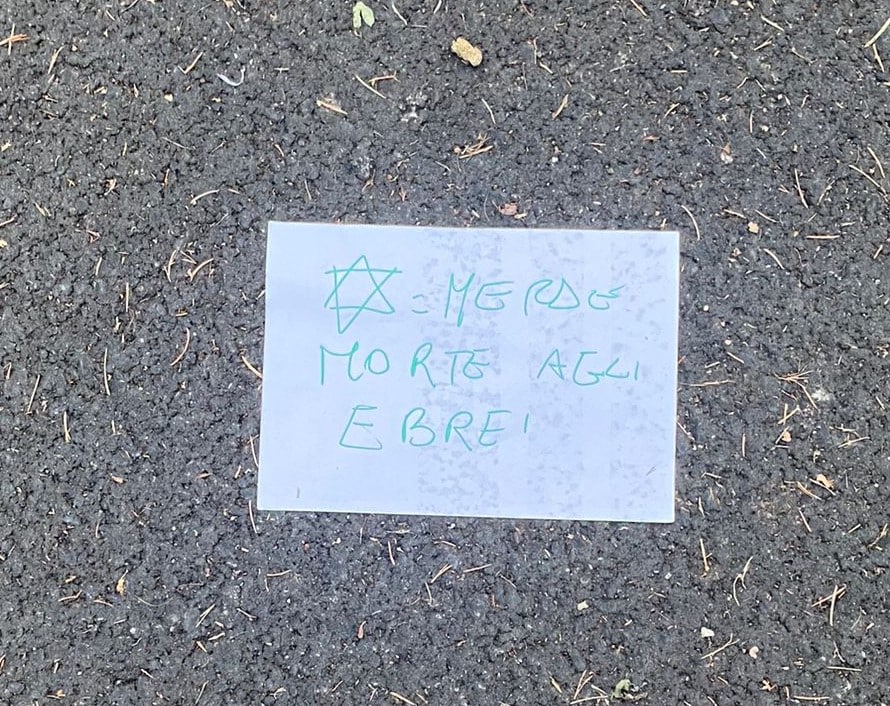 ✡ = MERDE
MORTE AGLI
EBREI